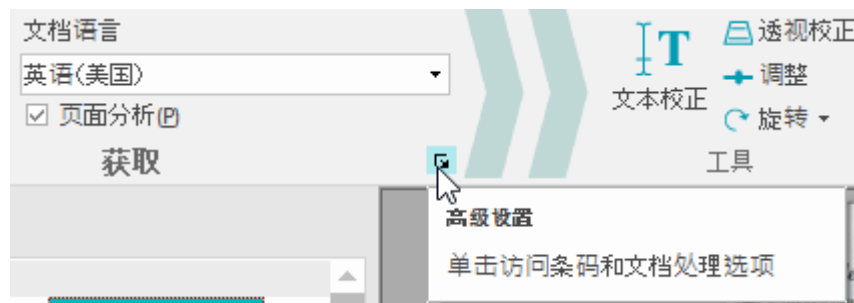 文档语言
英语(美国)
页面分析(P)
获取
T
文本校正
透视校正
调整
旋转
工具
高级设置
单击访问条码和文档处理选项